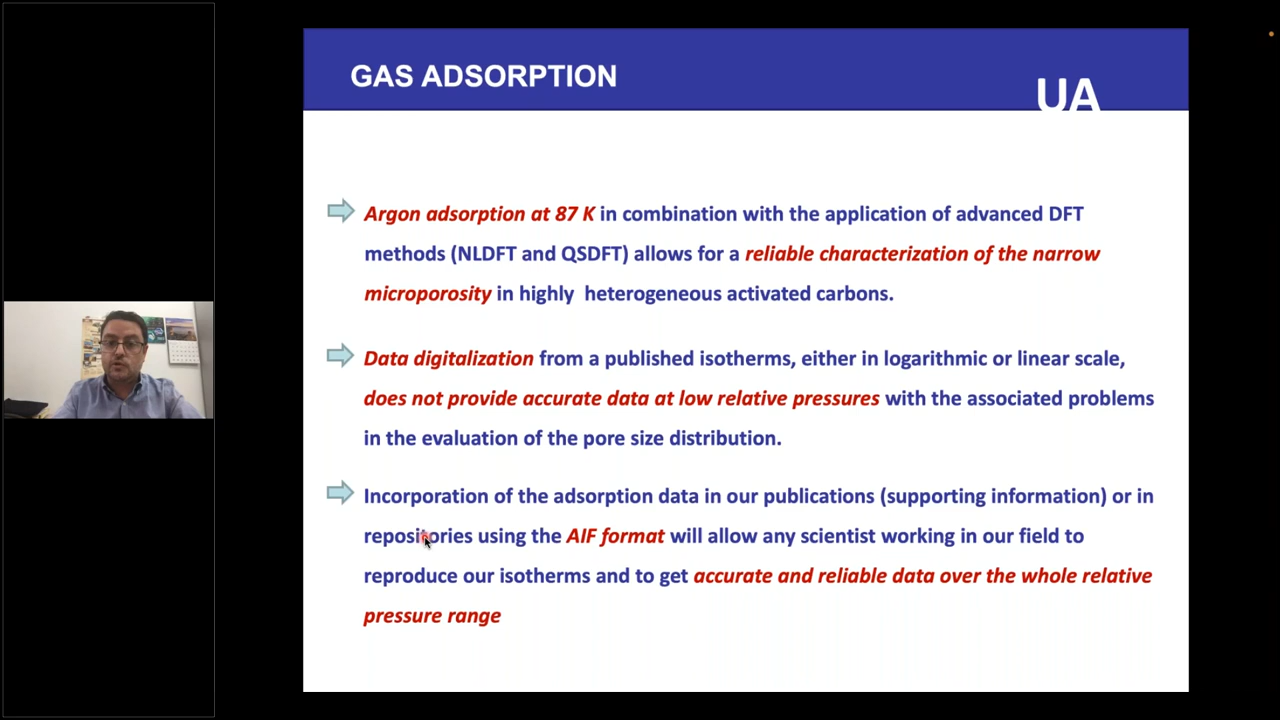 GAS ADSORPTION
UA
Argon adsorption at 87 K in combination with the application of advanced DFT
methods (NLDFT and QSDFT) allows for a reliable characterization of the narrow
microporosity in highly heterogeneous activated carbons.
Data digitalization from a published isotherms, either in logarithmic or linear scale,
does not provide accurate data at low relative pressures with the associated problems
in the evaluation of the pore size distribution.
Incorporation of the adsorption data in our publications (supporting information) or in
repositories using the AIF format will allow any scientist working in our field to
reproduce our isotherms and to get accurate and reliable data over the whole relative
pressure range